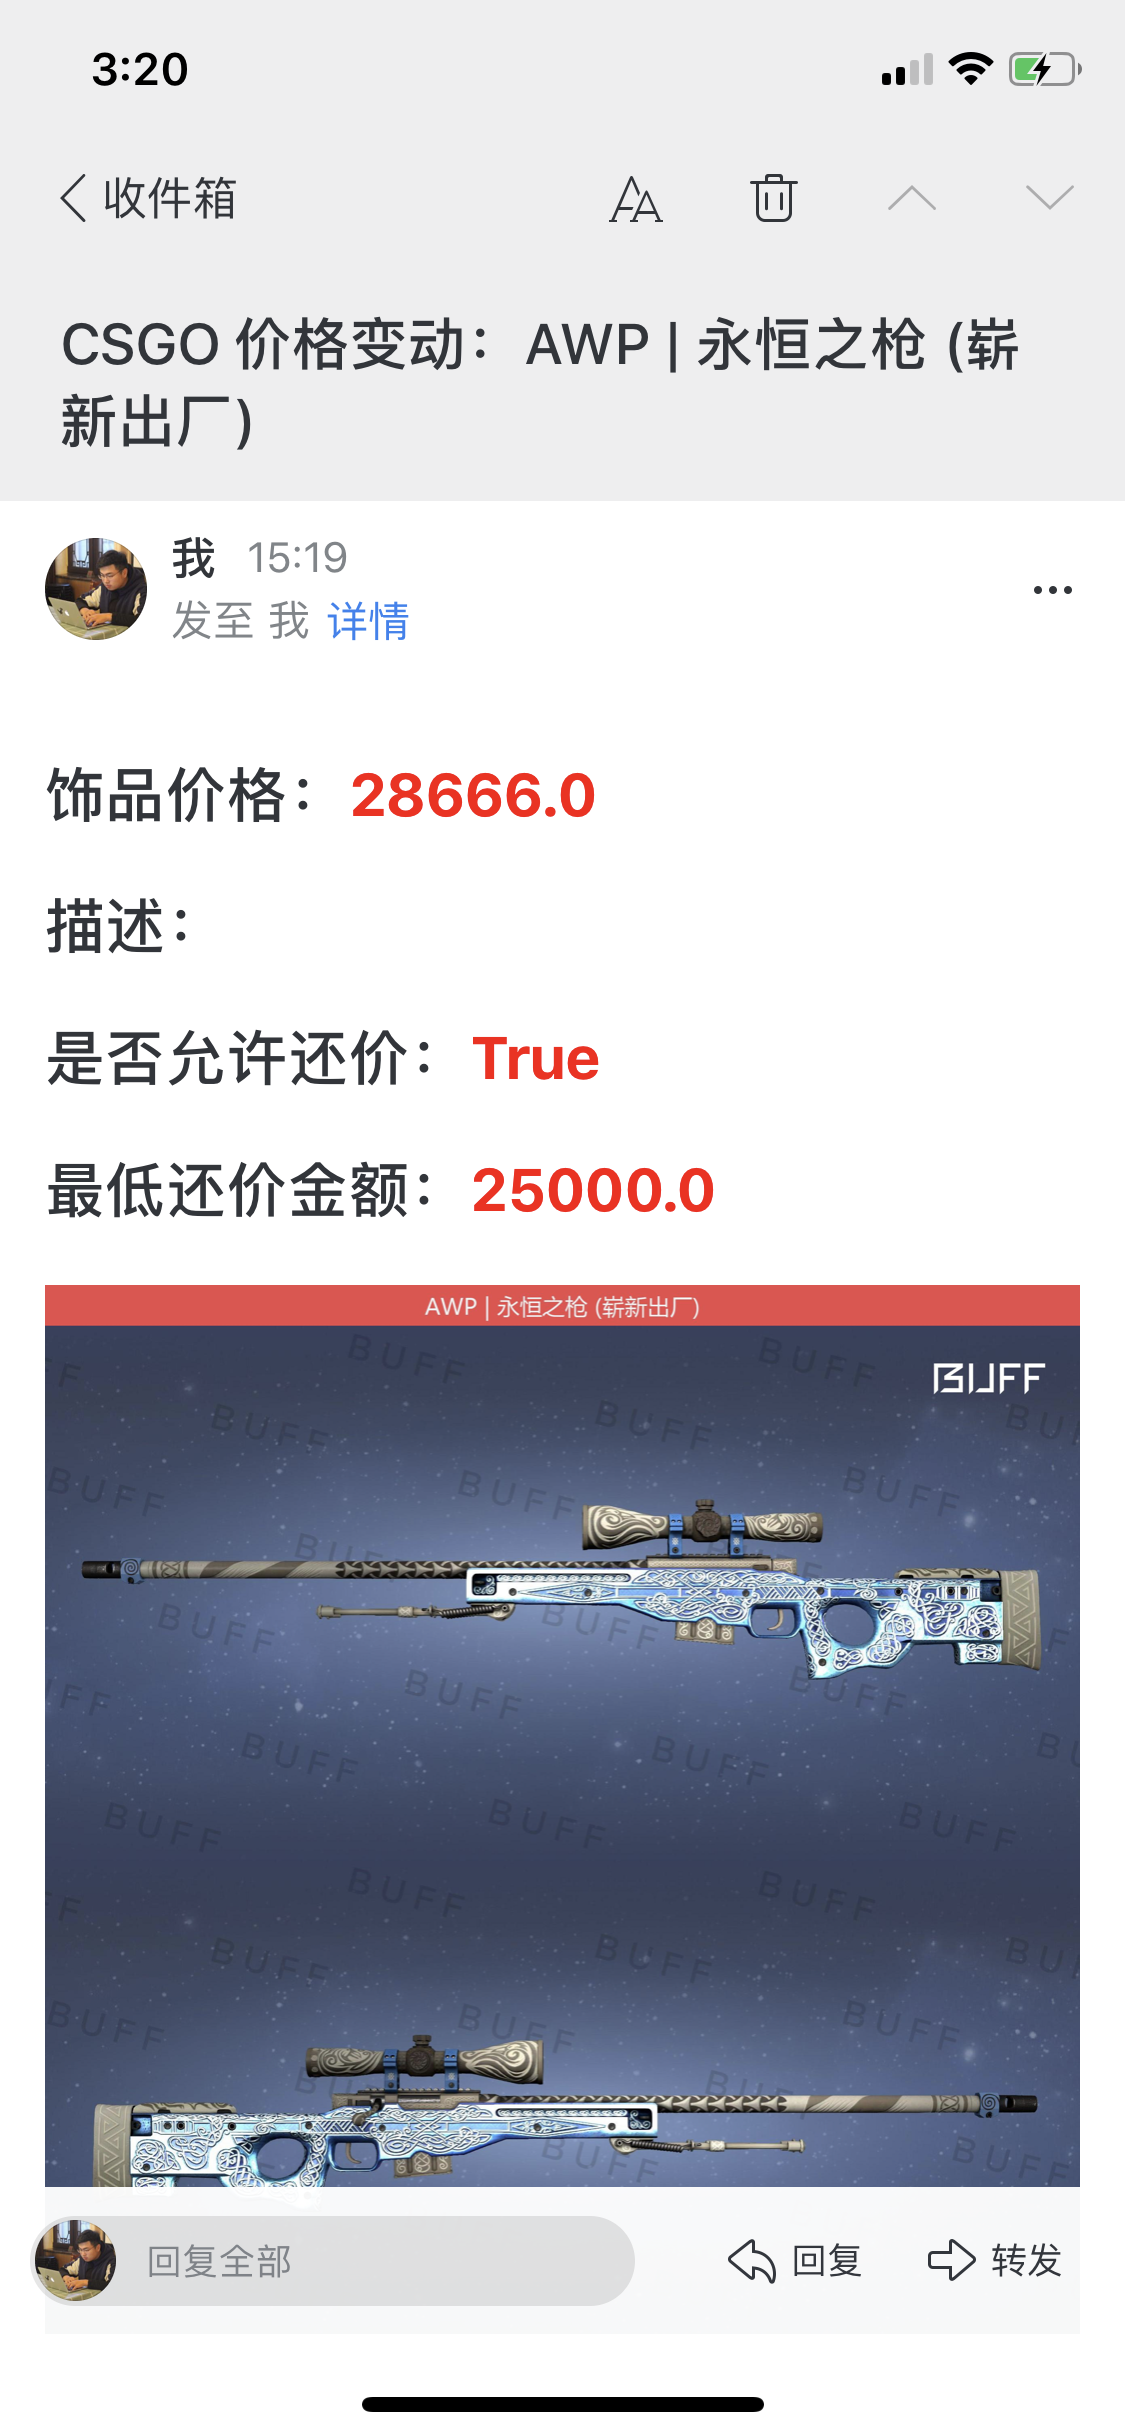 3:20
收件箱
CSGO 价格变动：AWP | 永恒之枪 (崭
新出厂)
我 15:19
发至 我 详情
饰品价格：28666.0
描述：
是否允许还价：True
最低还价金额：25000.0
AWP | 永恒之枪 (崭新出厂)
BUFF
回复全部
回复
转发